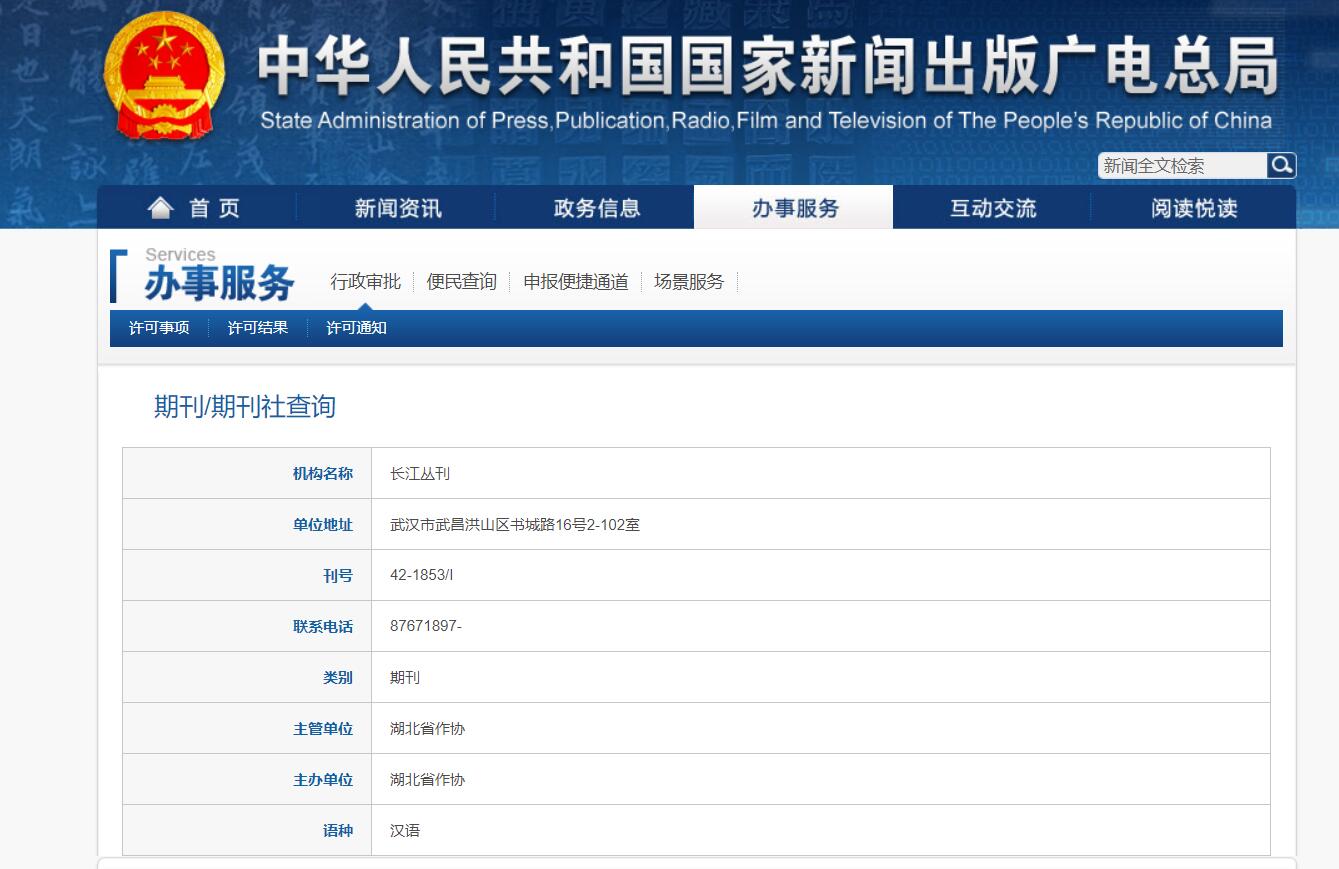 中华人民共和国国家新闻出版广电总局
State Administration of Press,Publication,Radio,Film and Television of The People's Republic of China
新闻全文检索
首 页 新闻资讯 政务信息 办事服务 互动交流 阅读悦读
Services
办事服务 行政审批 便民查询 申报便捷通道 场景服务
许可事项 许可结果 许可通知
期刊/期刊社查询
机构名称 长江丛刊
单位地址 武汉市武昌洪山区书城路16号2-102室
刊号 42-1853/I
联系电话 87671897-
类别 期刊
主管单位 湖北省作协
主办单位 湖北省作协
语种 汉语